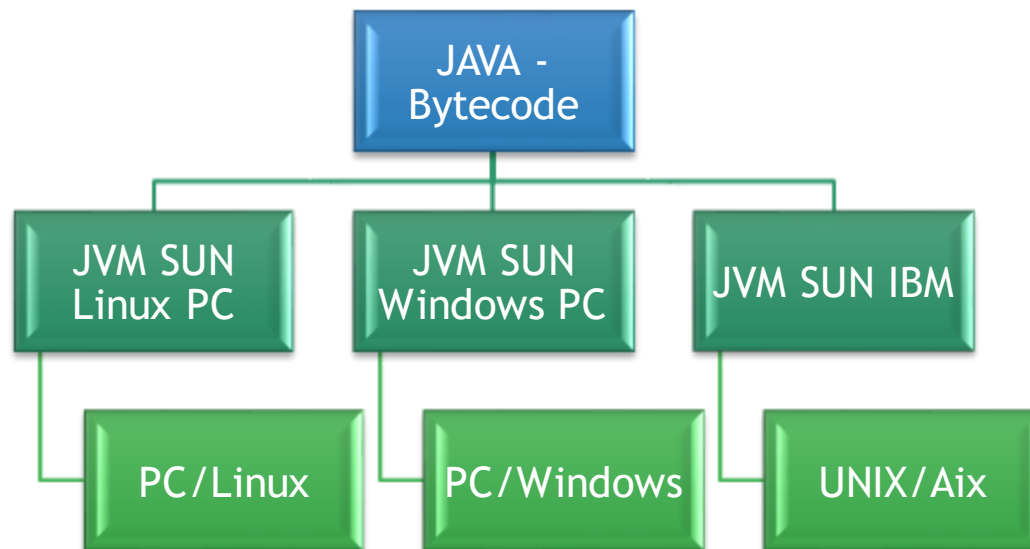 JAVA -
Bytecode
JVM SUN
Linux PC
JVM SUN
Windows PC
JVM SUN IBM
PC/Linux
PC/Windows
UNIX/Aix